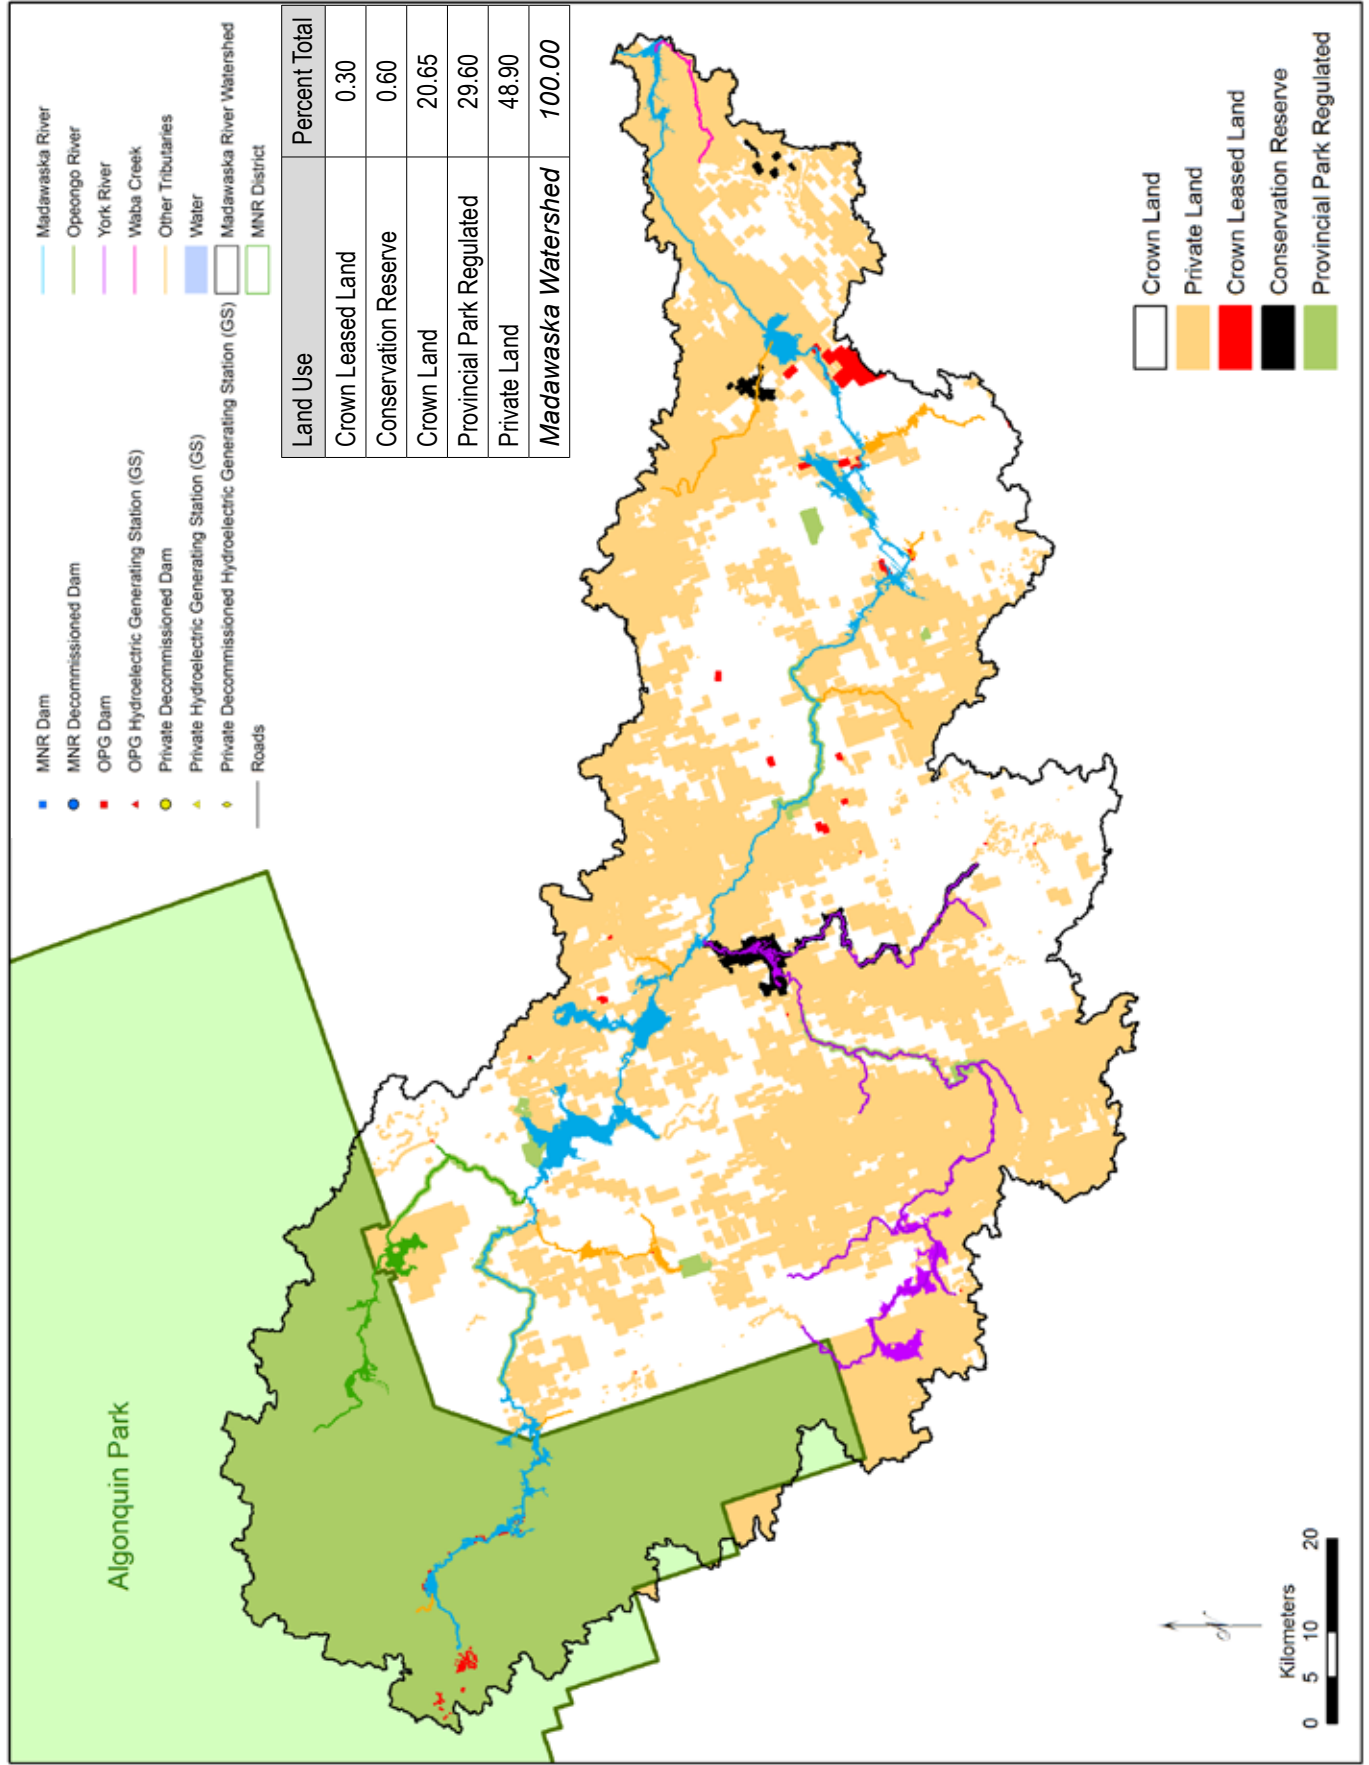 Algonquin Park
MNR Dam
MNR Decommissioned Dam
OPG Dam
OPG Hydroelectric Generating Station (GS)
Private Decommissioned Dam
Private Hydroelectric Generating Station (GS)
Private Decommissioned Hydroelectric Generating Station (GS)
Roads
Madawaska River
Opeongo River
York River
Waba Creek
Other Tributaries
Water
Madawaska River Watershed
MNR District
Land Use Percent Total
Crown Leased Land 0.30
Conservation Reserve 0.60
Crown Land 20.65
Provincial Park Regulated 29.60
Private Land 48.90
Madawaska Watershed 100.00
Kilometers
0 5 10 20
N
Crown Land
Private Land
Crown Leased Land
Conservation Reserve
Provincial Park Regulated